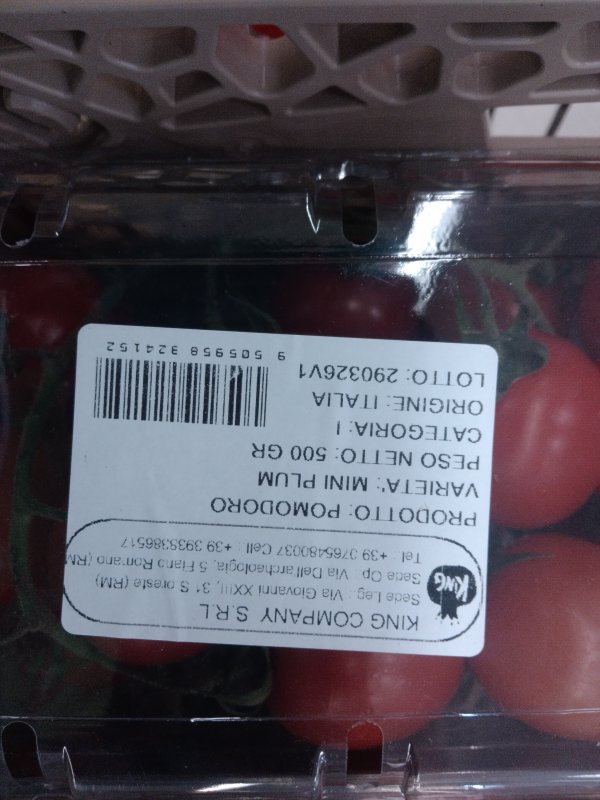 KING
KING COMPANY S.R.L
Sede Leg : Via Giovanni XXIII, 31 S.oreste (RM)
Sede Op : Via Dell'archeologia, 5 Fiano Romano (RM)
Tel : +39 0765480037 Cell : +39 3933386517
PRODOTTO: POMODORO
VARIETA': MINI PLUM
PESO NETTO: 500 GR
CATEGORIA: I
ORIGINE: ITALIA
LOTTO: 290326V1
9 505958 324152